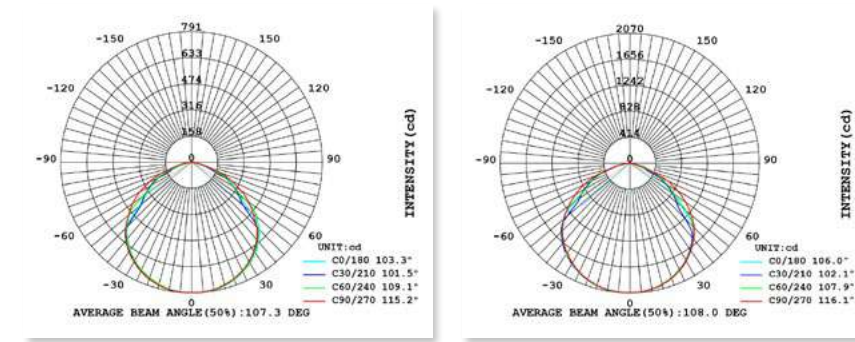 791
-150 150
633
-120 474 120
316
158
-90 0 90
INTENSITY(cd)
-60 60
UNIT:cd
C0/180 103.3°
-30 30 C30/210 101.5°
C60/240 109.1°
0 C90/270 115.2°
AVERAGE BEAM ANGLE(50%):107.3 DEG
2070
-150 150
1656
-120 1242 120
828
414
-90 0 90
INTENSITY(cd)
-60 60
UNIT:cd
C0/180 106.0°
-30 30 C30/210 102.1°
C60/240 107.9°
0 C90/270 116.1°
AVERAGE BEAM ANGLE(50%):108.0 DEG